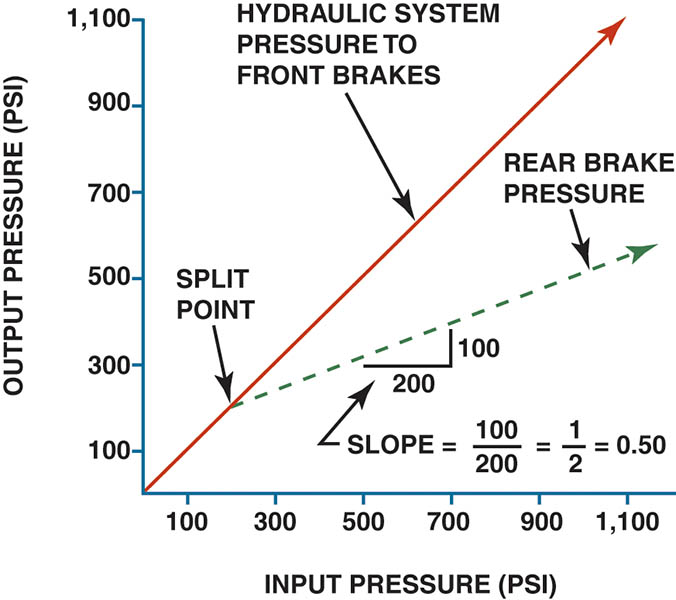 HYDRAULIC SYSTEM
PRESSURE TO
FRONT BRAKES
REAR BRAKE
PRESSURE
SPLIT
POINT
OUTPUT PRESSURE (PSI)
1,100
900
700
500
300
100
100
200
SLOPE = 100/200 = 1/2 = 0.50
100 300 500 700 900 1,100
INPUT PRESSURE (PSI)